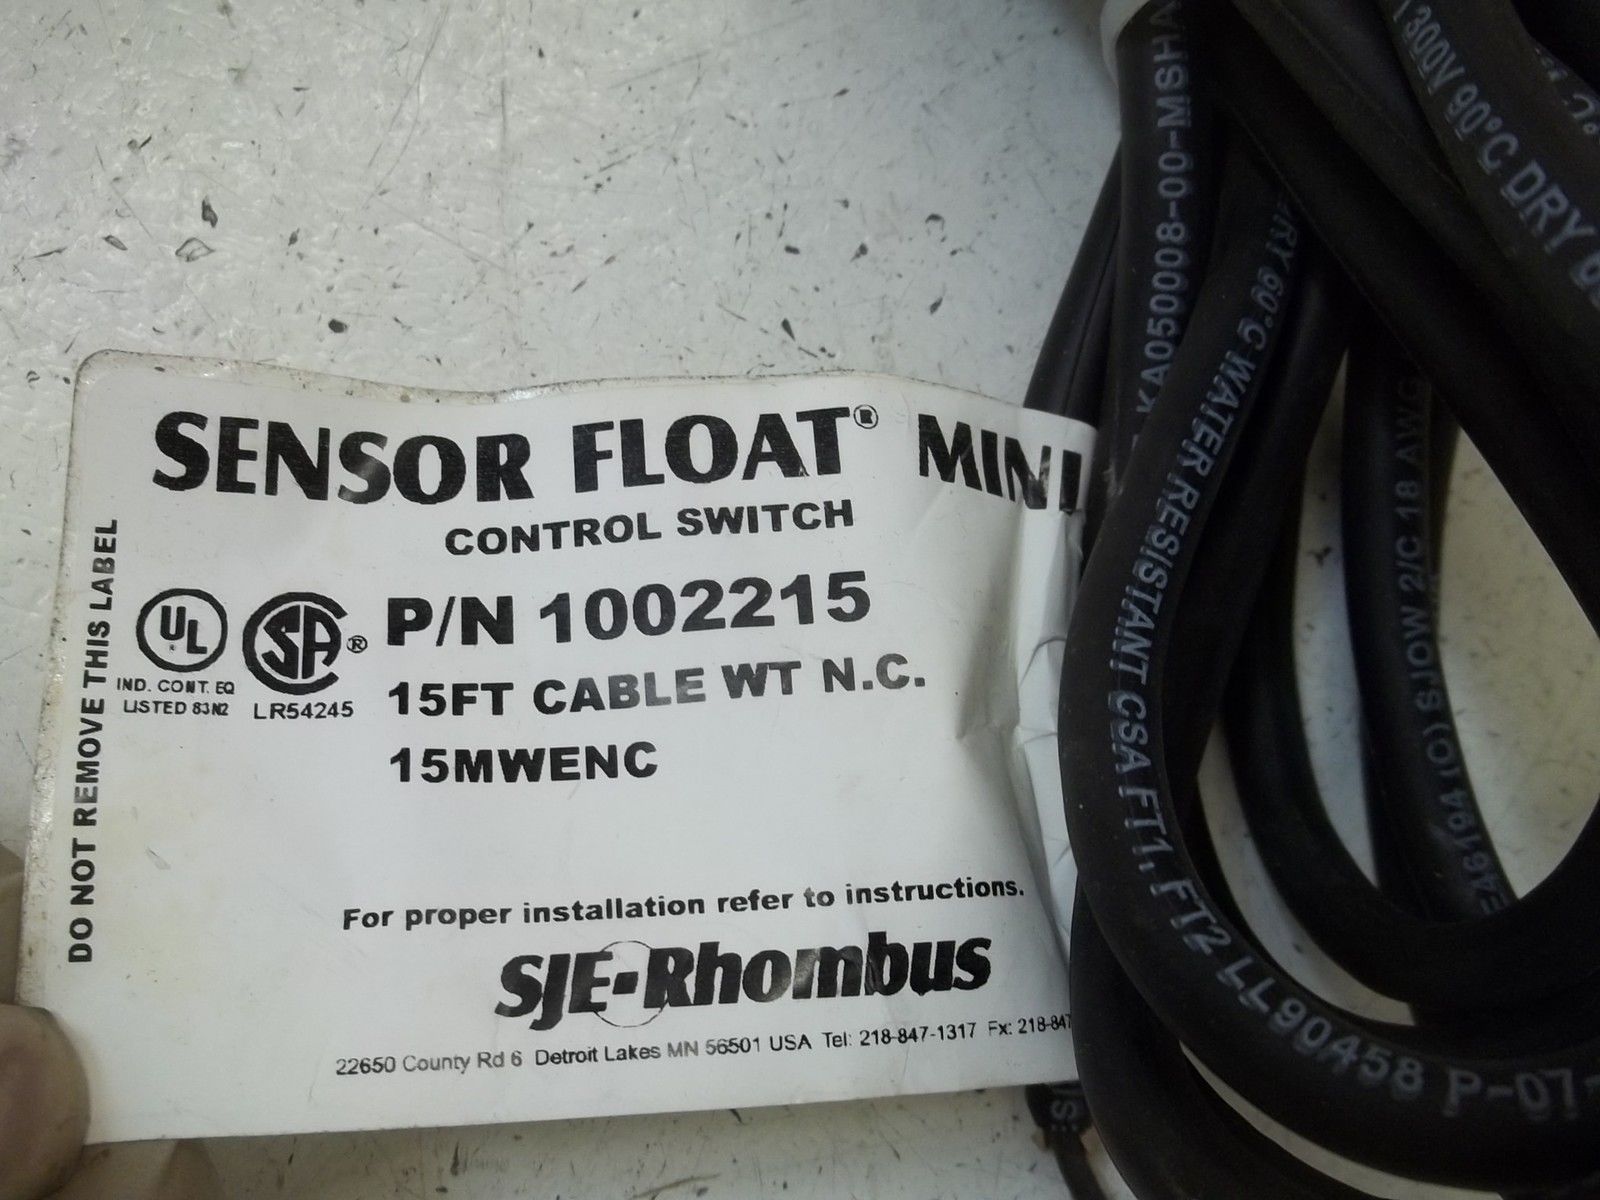 SENSOR FLOAT® MINI
CONTROL SWITCH
DO NOT REMOVE THIS LABEL
UL
IND. CONT. EQ
LISTED 83N2
SA®
LR54245
P/N 1002215
15FT CABLE WT N.C.
15MWENC
For proper installation refer to instructions.
SJE-Rhombus
22650 County Rd 6 Detroit Lakes MN 56501 USA Tel: 218-847-1317 Fx: 218-847
KA050008-00-MSHA
300V 90°C DRY
RY 60°C WATER RESISTANT CSA FT1, FT2 LL90458 P-07-
(O) SJOW 2/C 18 AWG